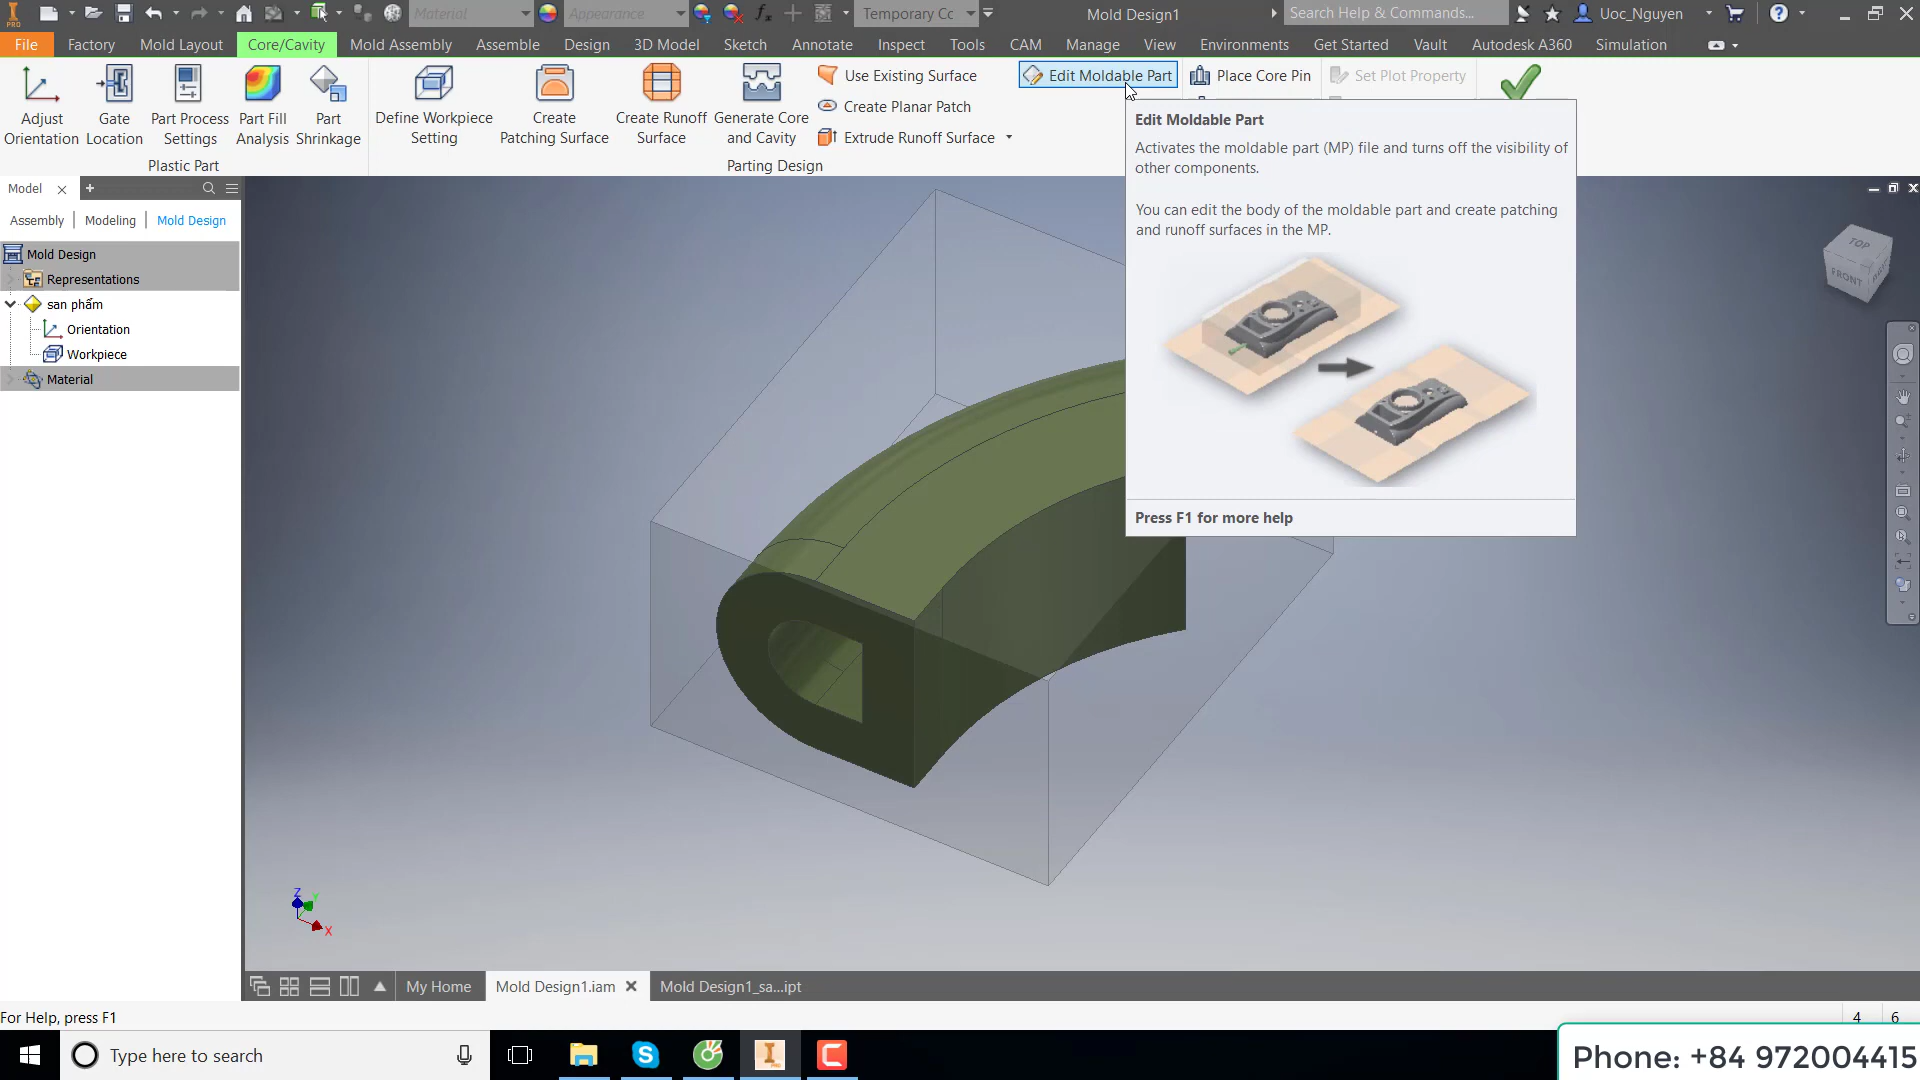 Material
Appearance
Temporary Cc
Mold Design1
Search Help & Commands...
Uoc_Nguyen
File
Factory
Mold Layout
Core/Cavity
Mold Assembly
Assemble
Design
3D Model
Sketch
Annotate
Inspect
Tools
CAM
Manage
View
Environments
Get Started
Vault
Autodesk A360
Simulation
Adjust
Orientation
Gate
Location
Part Process
Settings
Part Fill
Analysis
Part
Shrinkage
Plastic Part
Define Workpiece
Setting
Create
Patching Surface
Create Runoff
Surface
Generate Core
and Cavity
Use Existing Surface
Create Planar Patch
Extrude Runoff Surface
Parting Design
Edit Moldable Part
Place Core Pin
Set Plot Property
Edit Moldable Part
Activates the moldable part (MP) file and turns off the visibility of
other components.
You can edit the body of the moldable part and create patching
and runoff surfaces in the MP.
Press F1 for more help
Model
Assembly
Modeling
Mold Design
Mold Design
Representations
san phẩm
Orientation
Workpiece
Material
TOP
FRONT
Z
Y
X
My Home
Mold Design1.iam
Mold Design1_sa...ipt
For Help, press F1
4
6
Type here to search
Phone: +84 972004415